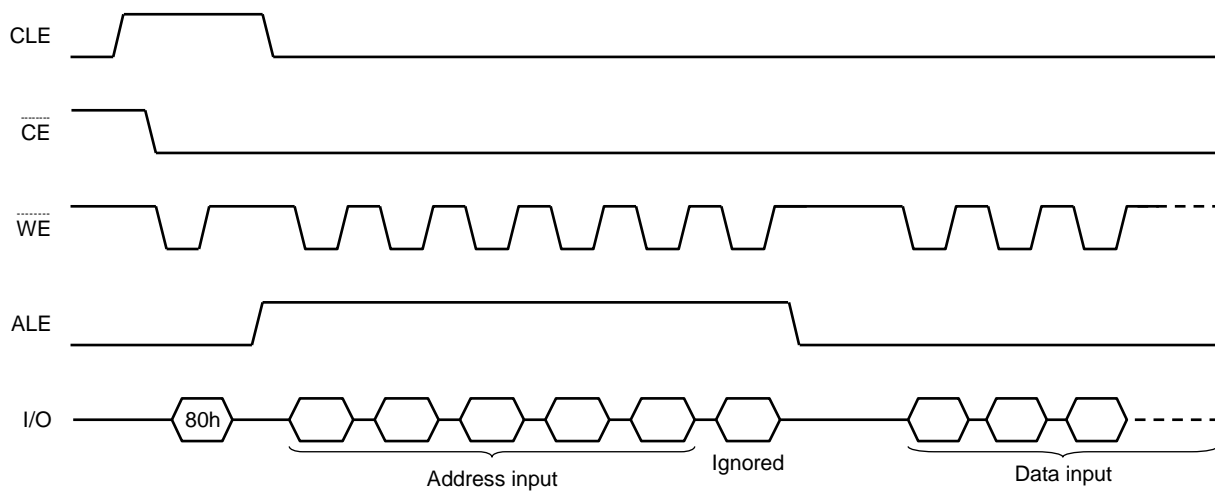 CLE
CE
WE
ALE
I/O
80h
Address input
Ignored
Data input